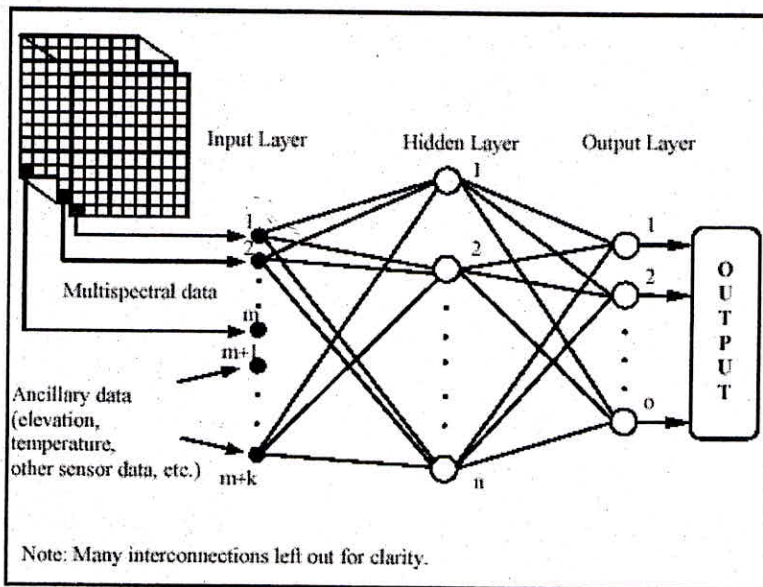 Input Layer
Hidden Layer
Output Layer
1
2
m
m+1
m+k
1
2
n
1
2
o
Multispectral data
Ancillary data
(elevation,
temperature,
other sensor data, etc.)
OUTPUT
Note: Many interconnections left out for clarity.